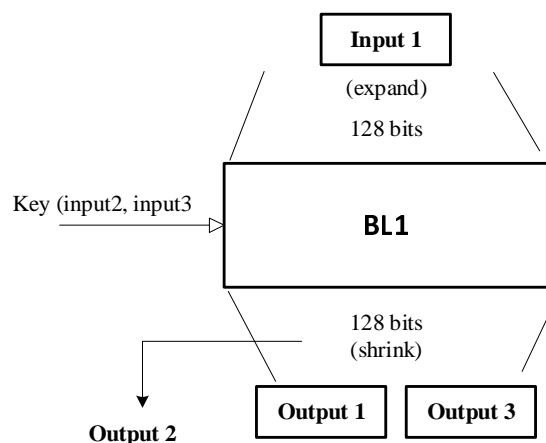 Input 1
(expand)
128 bits
Key (input2, input3
BL1
128 bits
(shrink)
Output 1
Output 3
Output 2